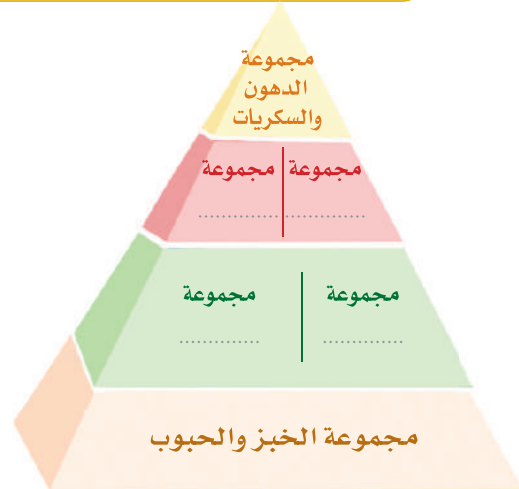 مجموعة
الدهون
والسكريات
مجموعة مجموعة
.............. ..............
مجموعة مجموعة
.............. ..............
مجموعة الخبز والحبوب